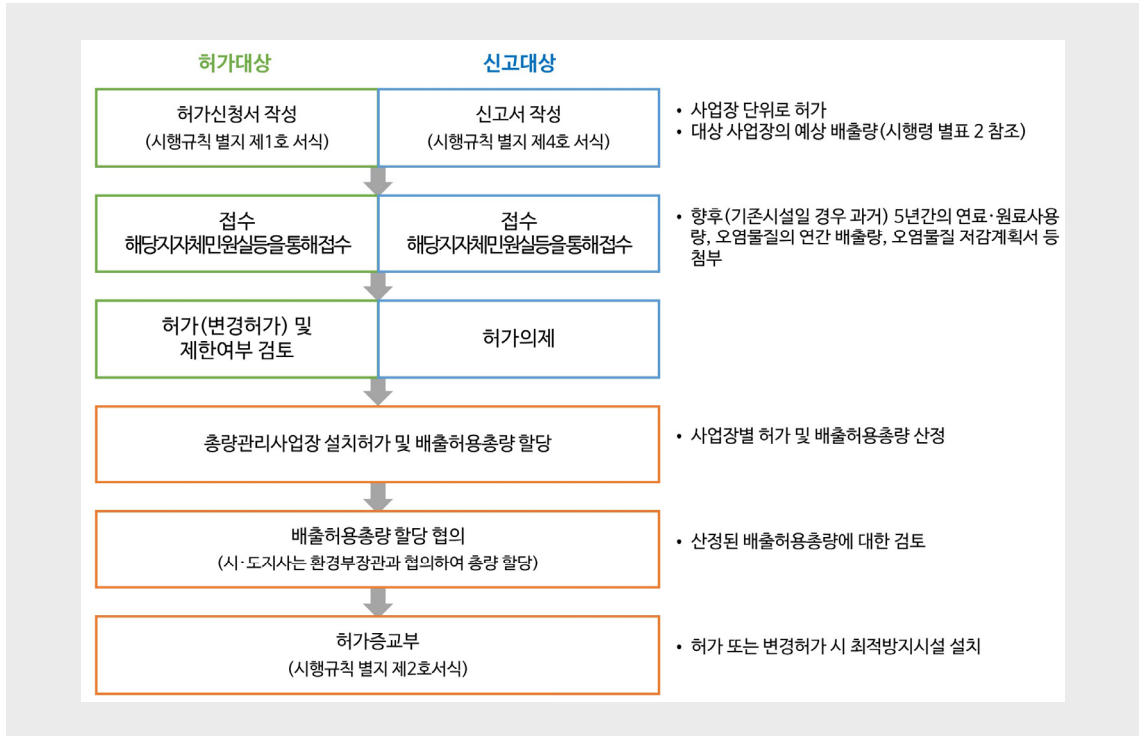 허가대상
신고대상
허가신청서 작성
(시행규칙 별지 제1호 서식)
신고서 작성
(시행규칙 별지 제4호 서식)
• 사업장 단위로 허가
• 대상 사업장의 예상 배출량(시행령 별표 2 참조)
접수
해당지자체민원실등을통해접수
접수
해당지자체민원실등을통해접수
• 향후(기존시설일 경우 과거) 5년간의 연료·원료사용
량, 오염물질의 연간 배출량, 오염물질 저감계획서 등
첨부
허가(변경허가) 및
제한여부 검토
허가의제
총량관리사업장 설치허가 및 배출허용총량 할당
• 사업장별 허가 및 배출허용총량 산정
배출허용총량 할당 협의
(시·도지사는 환경부장관과 협의하여 총량 할당)
• 산정된 배출허용총량에 대한 검토
허가증교부
(시행규칙 별지 제2호서식)
• 허가 또는 변경허가 시 최적방지시설 설치